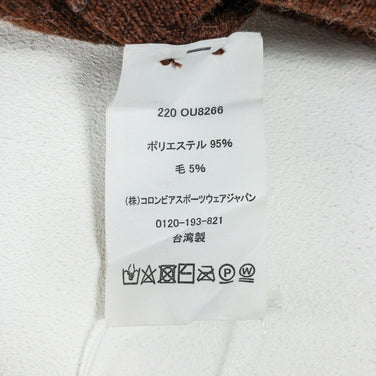 220 OU8266
ポリエステル 95%
毛 5%
(株)コロンビアスポーツウェアジャパン
0120-193-821
台湾製